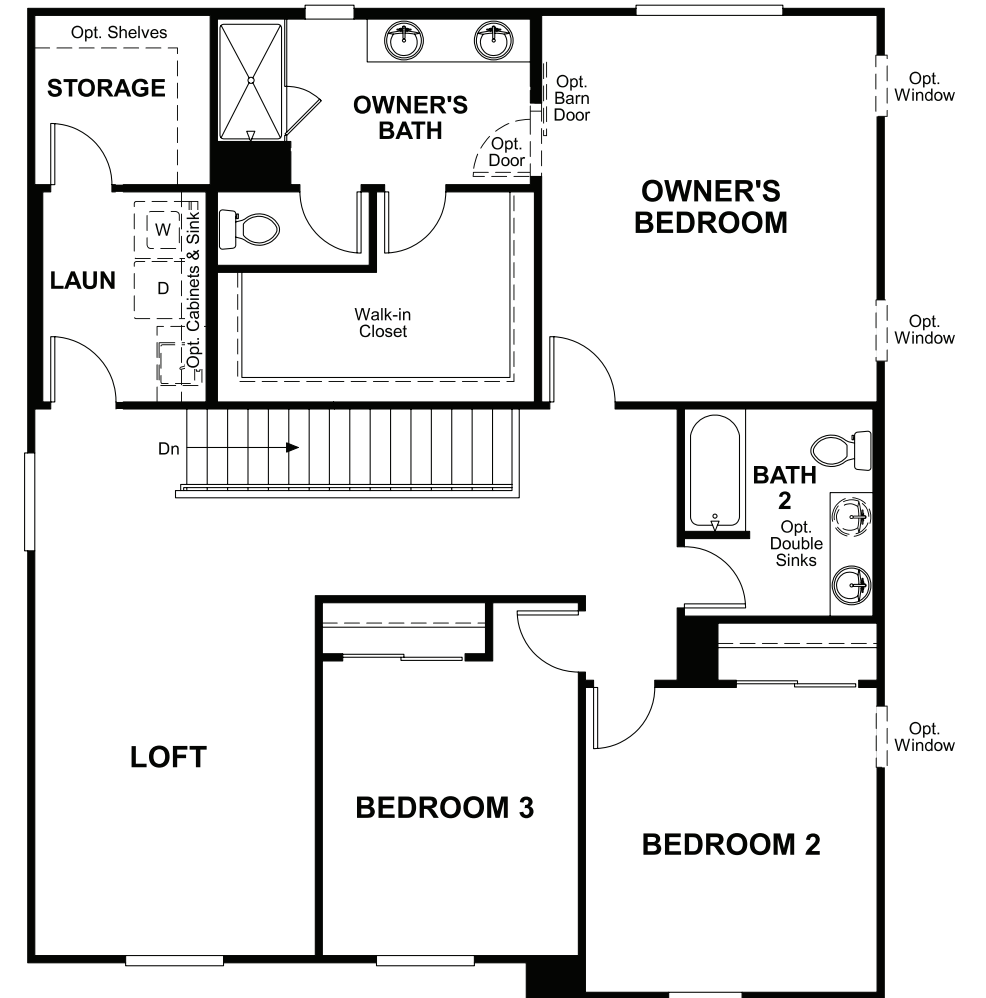 Opt. Shelves
STORAGE
OWNER'S
BATH
Opt.
Barn
Door
Opt.
Door
Opt.
Window
OWNER'S
BEDROOM
W
D
Opt. Cabinets & Sink
LAUN
Walk-in
Closet
Opt.
Window
Dn
BATH
2
Opt.
Double
Sinks
LOFT
BEDROOM 3
BEDROOM 2
Opt.
Window